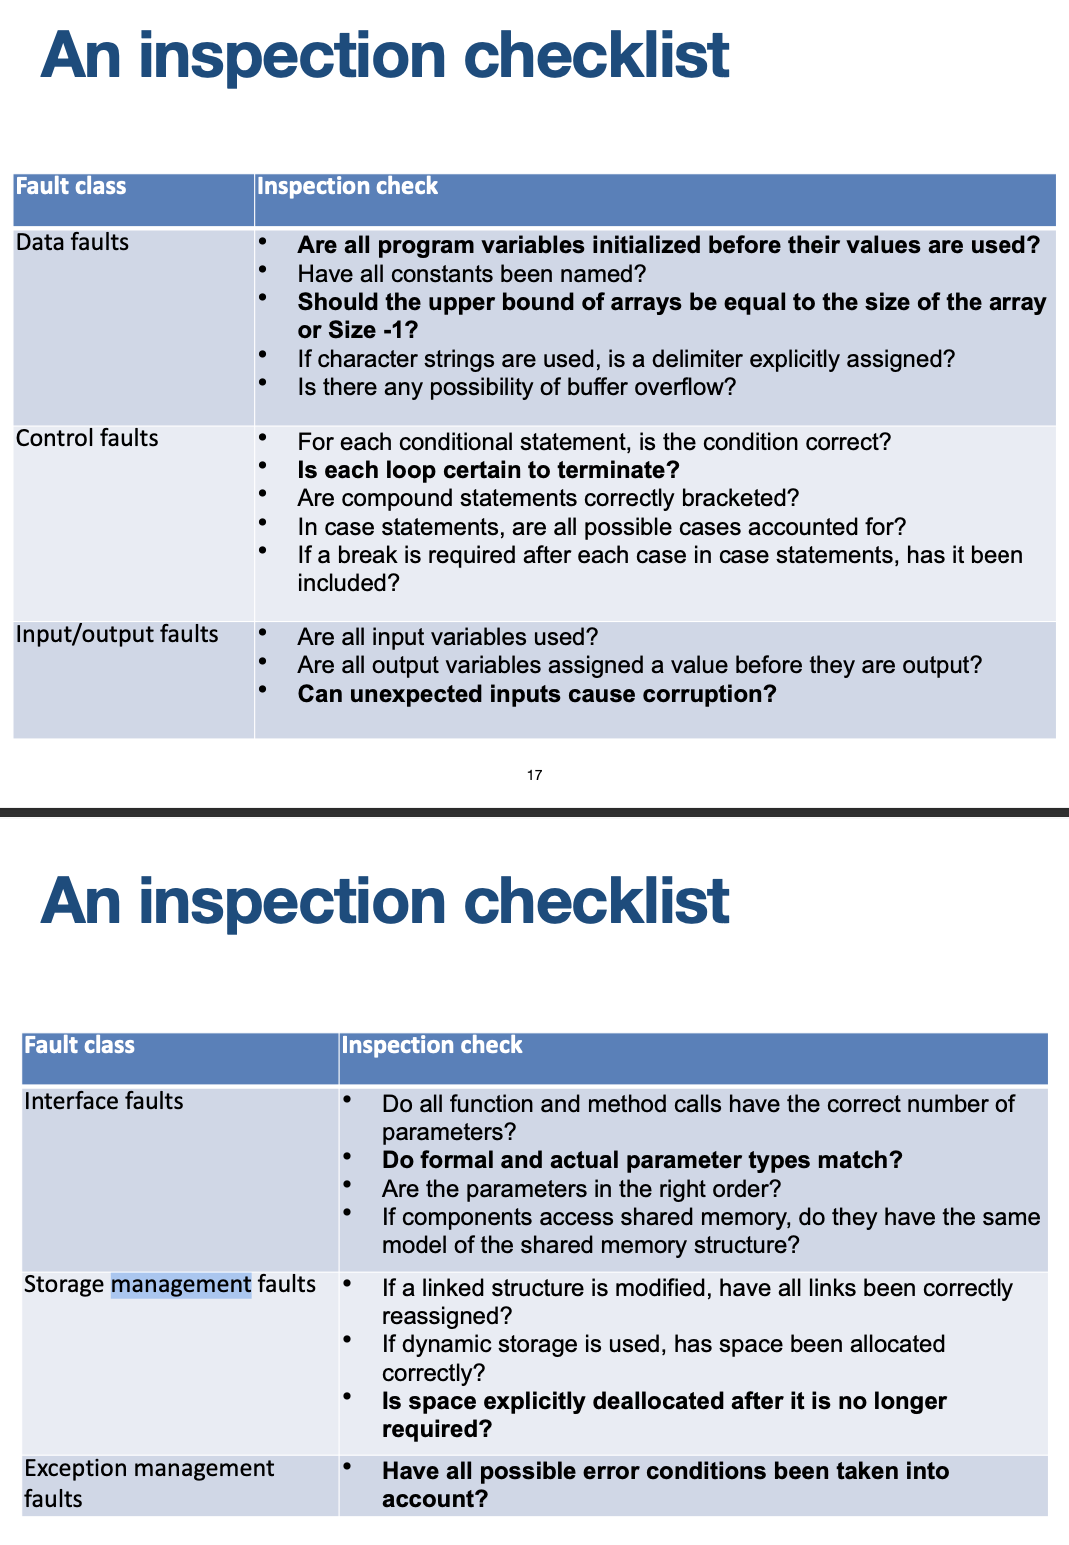 An inspection checklist
Fault class
Inspection check
Data faults
• Are all program variables initialized before their values are used?
• Have all constants been named?
• Should the upper bound of arrays be equal to the size of the array
or Size -1?
• If character strings are used, is a delimiter explicitly assigned?
• Is there any possibility of buffer overflow?
Control faults
• For each conditional statement, is the condition correct?
• Is each loop certain to terminate?
• Are compound statements correctly bracketed?
• In case statements, are all possible cases accounted for?
• If a break is required after each case in case statements, has it been
included?
Input/output faults
• Are all input variables used?
• Are all output variables assigned a value before they are output?
• Can unexpected inputs cause corruption?
17
An inspection checklist
Fault class
Inspection check
Interface faults
• Do all function and method calls have the correct number of
parameters?
• Do formal and actual parameter types match?
• Are the parameters in the right order?
• If components access shared memory, do they have the same
model of the shared memory structure?
Storage management faults
• If a linked structure is modified, have all links been correctly
reassigned?
• If dynamic storage is used, has space been allocated
correctly?
• Is space explicitly deallocated after it is no longer
required?
Exception management
faults
• Have all possible error conditions been taken into
account?